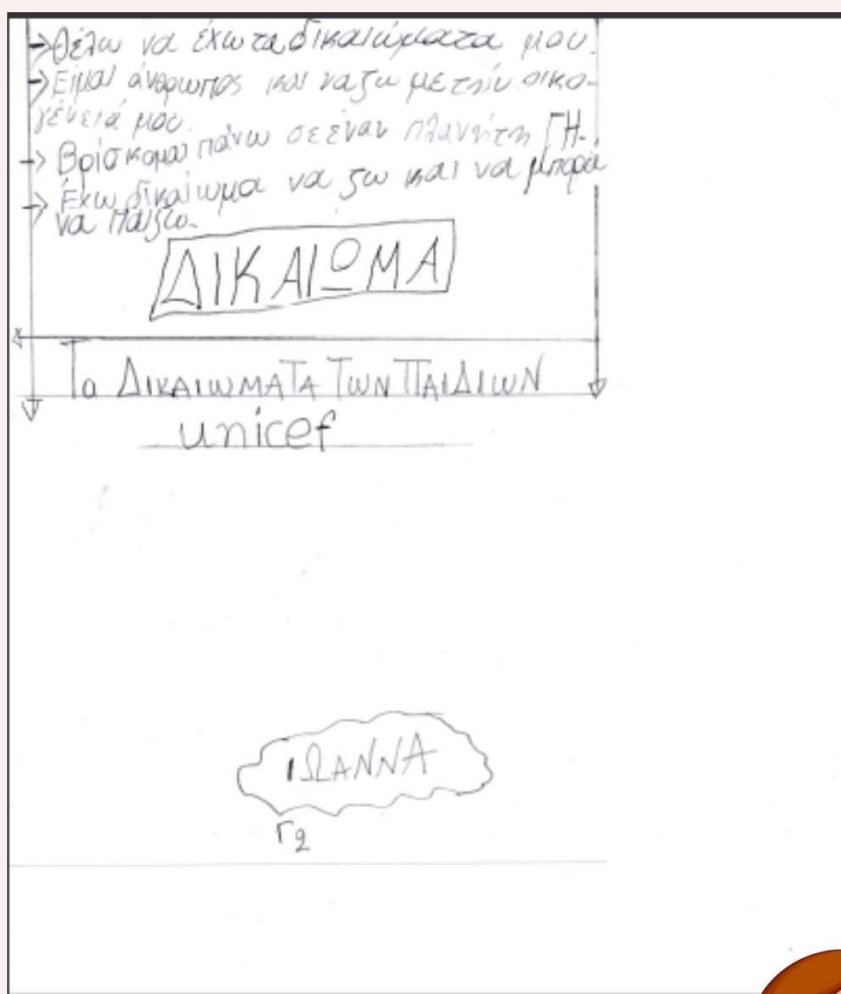 → Θέλω να έχω τα δικαιώματα μου.
→ Είμαι άνθρωπος και να ζω με την οικο-
γένειά μου.
→ Βρίσκομαι πάνω σε έναν πλανήτη ΓΗ.
→ Έχω δικαίωμα να ζω και να μπορώ
να παίζω.
ΔΙΚΑΙΩΜΑ
Τα ΔΙΚΑΙΩΜΑΤΑ ΤΩΝ ΠΑΙΔΙΩΝ
unicef
ΙΩΑΝΝΑ
Γ2